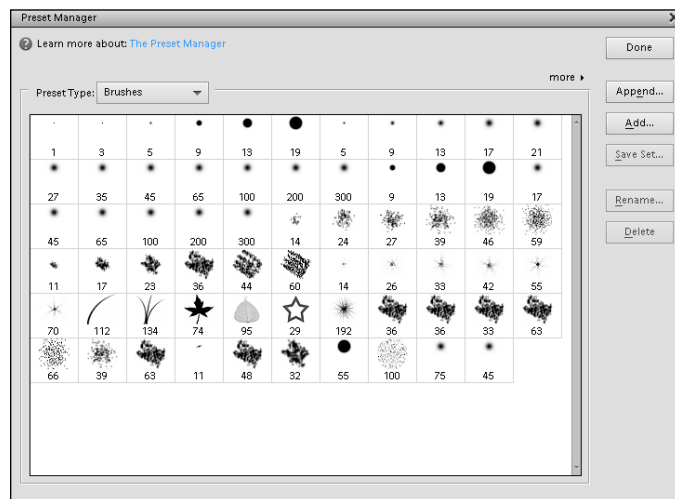 Preset Manager
Learn more about: The Preset Manager
Done
more
Preset Type: Brushes
Append...
Add...
Save Set...
Rename...
Delete
1 3 5 9 13 19 5 9 13 17 21
27 35 45 65 100 200 300 9 13 19 17
45 65 100 200 300 14 24 27 39 46 59
11 17 23 36 44 60 14 26 33 42 55
70 112 134 74 95 29 192 36 36 33 63
66 39 63 11 48 32 55 100 75 45